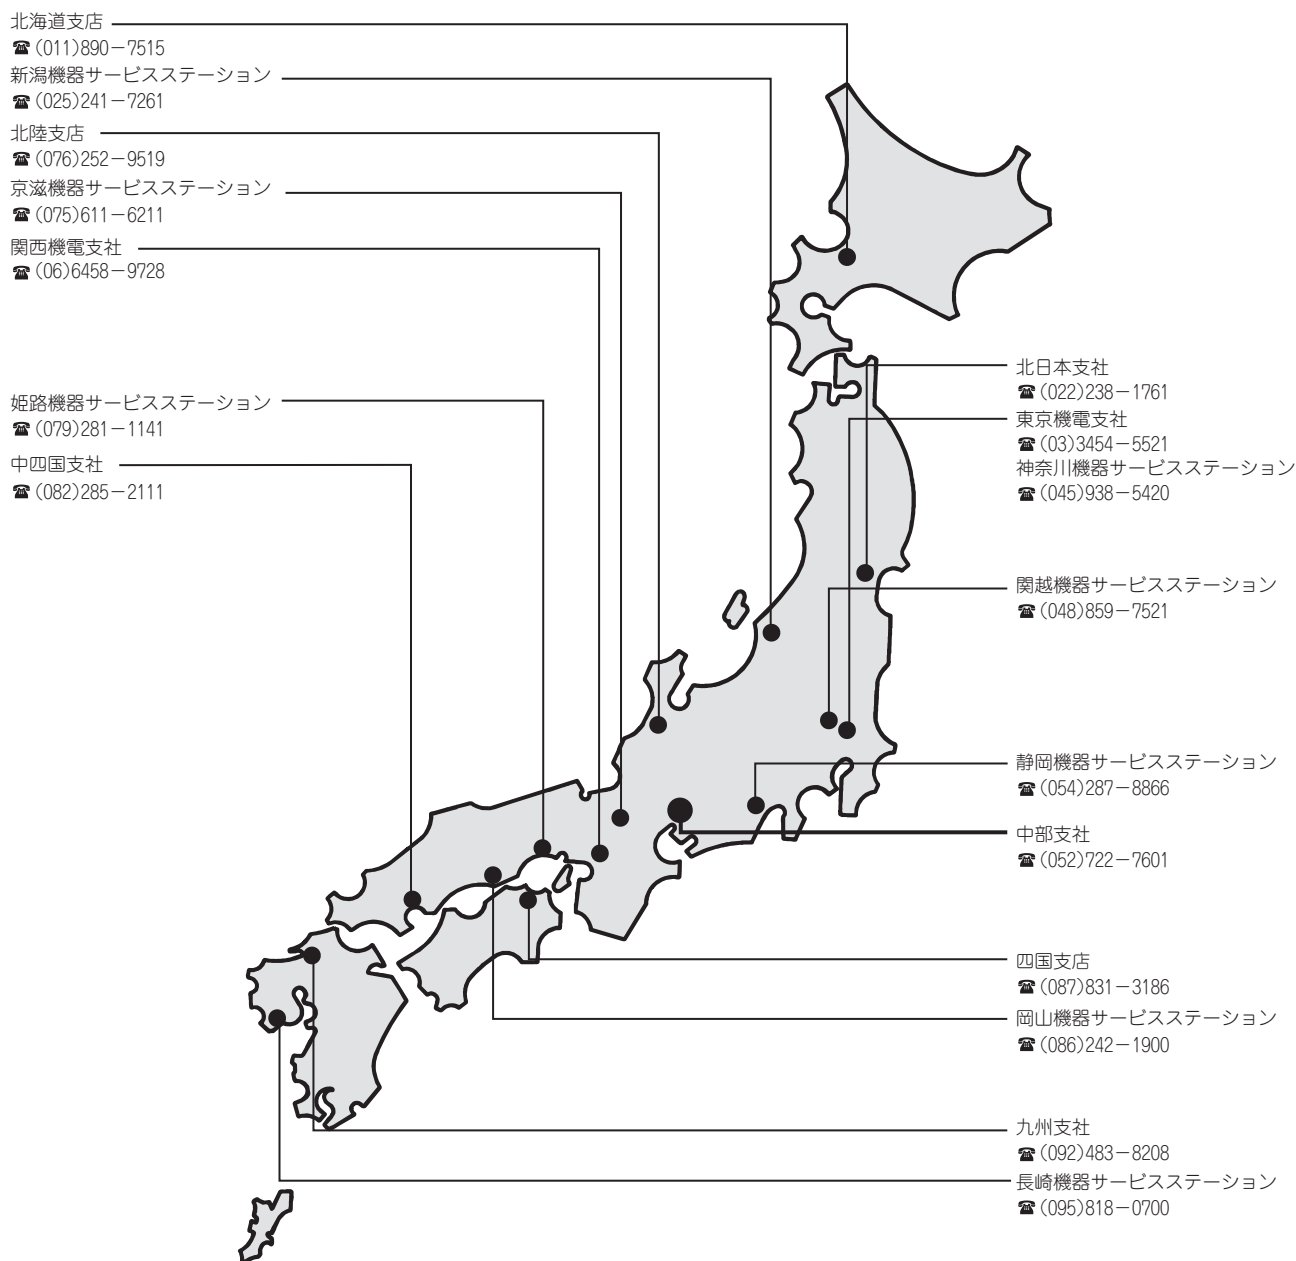 北海道支店
☎(011)890−7515
新潟機器サービスステーション
☎(025)241−7261
北陸支店
☎(076)252−9519
京滋機器サービスステーション
☎(075)611−6211
関西機電支社
☎(06)6458−9728
姫路機器サービスステーション
☎(079)281−1141
中四国支社
☎(082)285−2111
北日本支社
☎(022)238−1761
東京機電支社
☎(03)3454−5521
神奈川機器サービスステーション
☎(045)938−5420
関越機器サービスステーション
☎(048)859−7521
静岡機器サービスステーション
☎(054)287−8866
中部支社
☎(052)722−7601
四国支店
☎(087)831−3186
岡山機器サービスステーション
☎(086)242−1900
九州支社
☎(092)483−8208
長崎機器サービスステーション
☎(095)818−0700